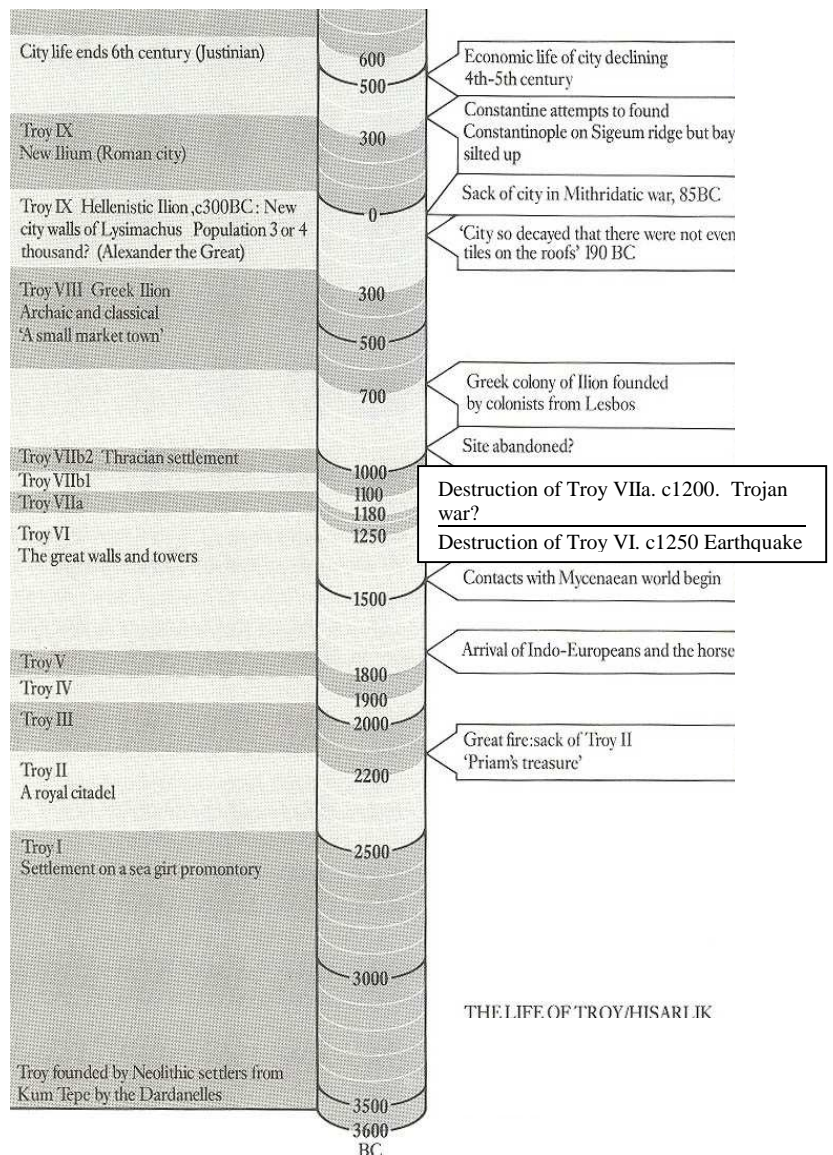 City life ends 6th century (Justinian)
Troy IX
New Ilium (Roman city)
Troy IX Hellenistic Ilion,c300BC: New
city walls of Lysimachus Population 3 or 4
thousand? (Alexander the Great)
Troy VIII Greek Ilion
Archaic and classical
'A small market town'
Troy VIIb2 Thracian settlement
Troy VIIb1
Troy VIIa
Troy VI
The great walls and towers
Troy V
Troy IV
Troy III
Troy II
A royal citadel
Troy I
Settlement on a sea girt promontory
Troy founded by Neolithic settlers from
Kum Tepe by the Dardanelles
600
500
300
0
300
500
700
1000
1100
1180
1250
1500
1800
1900
2000
2200
2500
3000
3500
3600
BC
Economic life of city declining
4th-5th century
Constantine attempts to found
Constantinople on Sigeum ridge but bay
silted up
Sack of city in Mithridatic war, 85BC
'City so decayed that there were not even
tiles on the roofs' 190 BC
Greek colony of Ilion founded
by colonists from Lesbos
Site abandoned?
Destruction of Troy VIIa. c1200. Trojan
war?
Destruction of Troy VI. c1250 Earthquake
Contacts with Mycenaean world begin
Arrival of Indo-Europeans and the horse
Great fire:sack of Troy II
'Priam's treasure'
THE LIFE OF TROY/HISARLIK